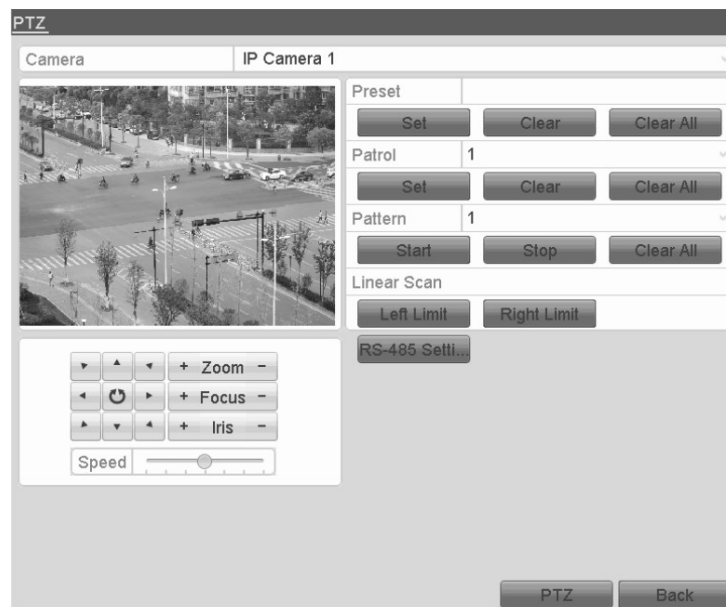 PTZ
Camera IP Camera 1
Preset
Set Clear Clear All
Patrol 1
Set Clear Clear All
Pattern 1
Start Stop Clear All
Linear Scan
Left Limit Right Limit
RS-485 Setti...
+ Zoom -
+ Focus -
+ Iris -
Speed
PTZ Back